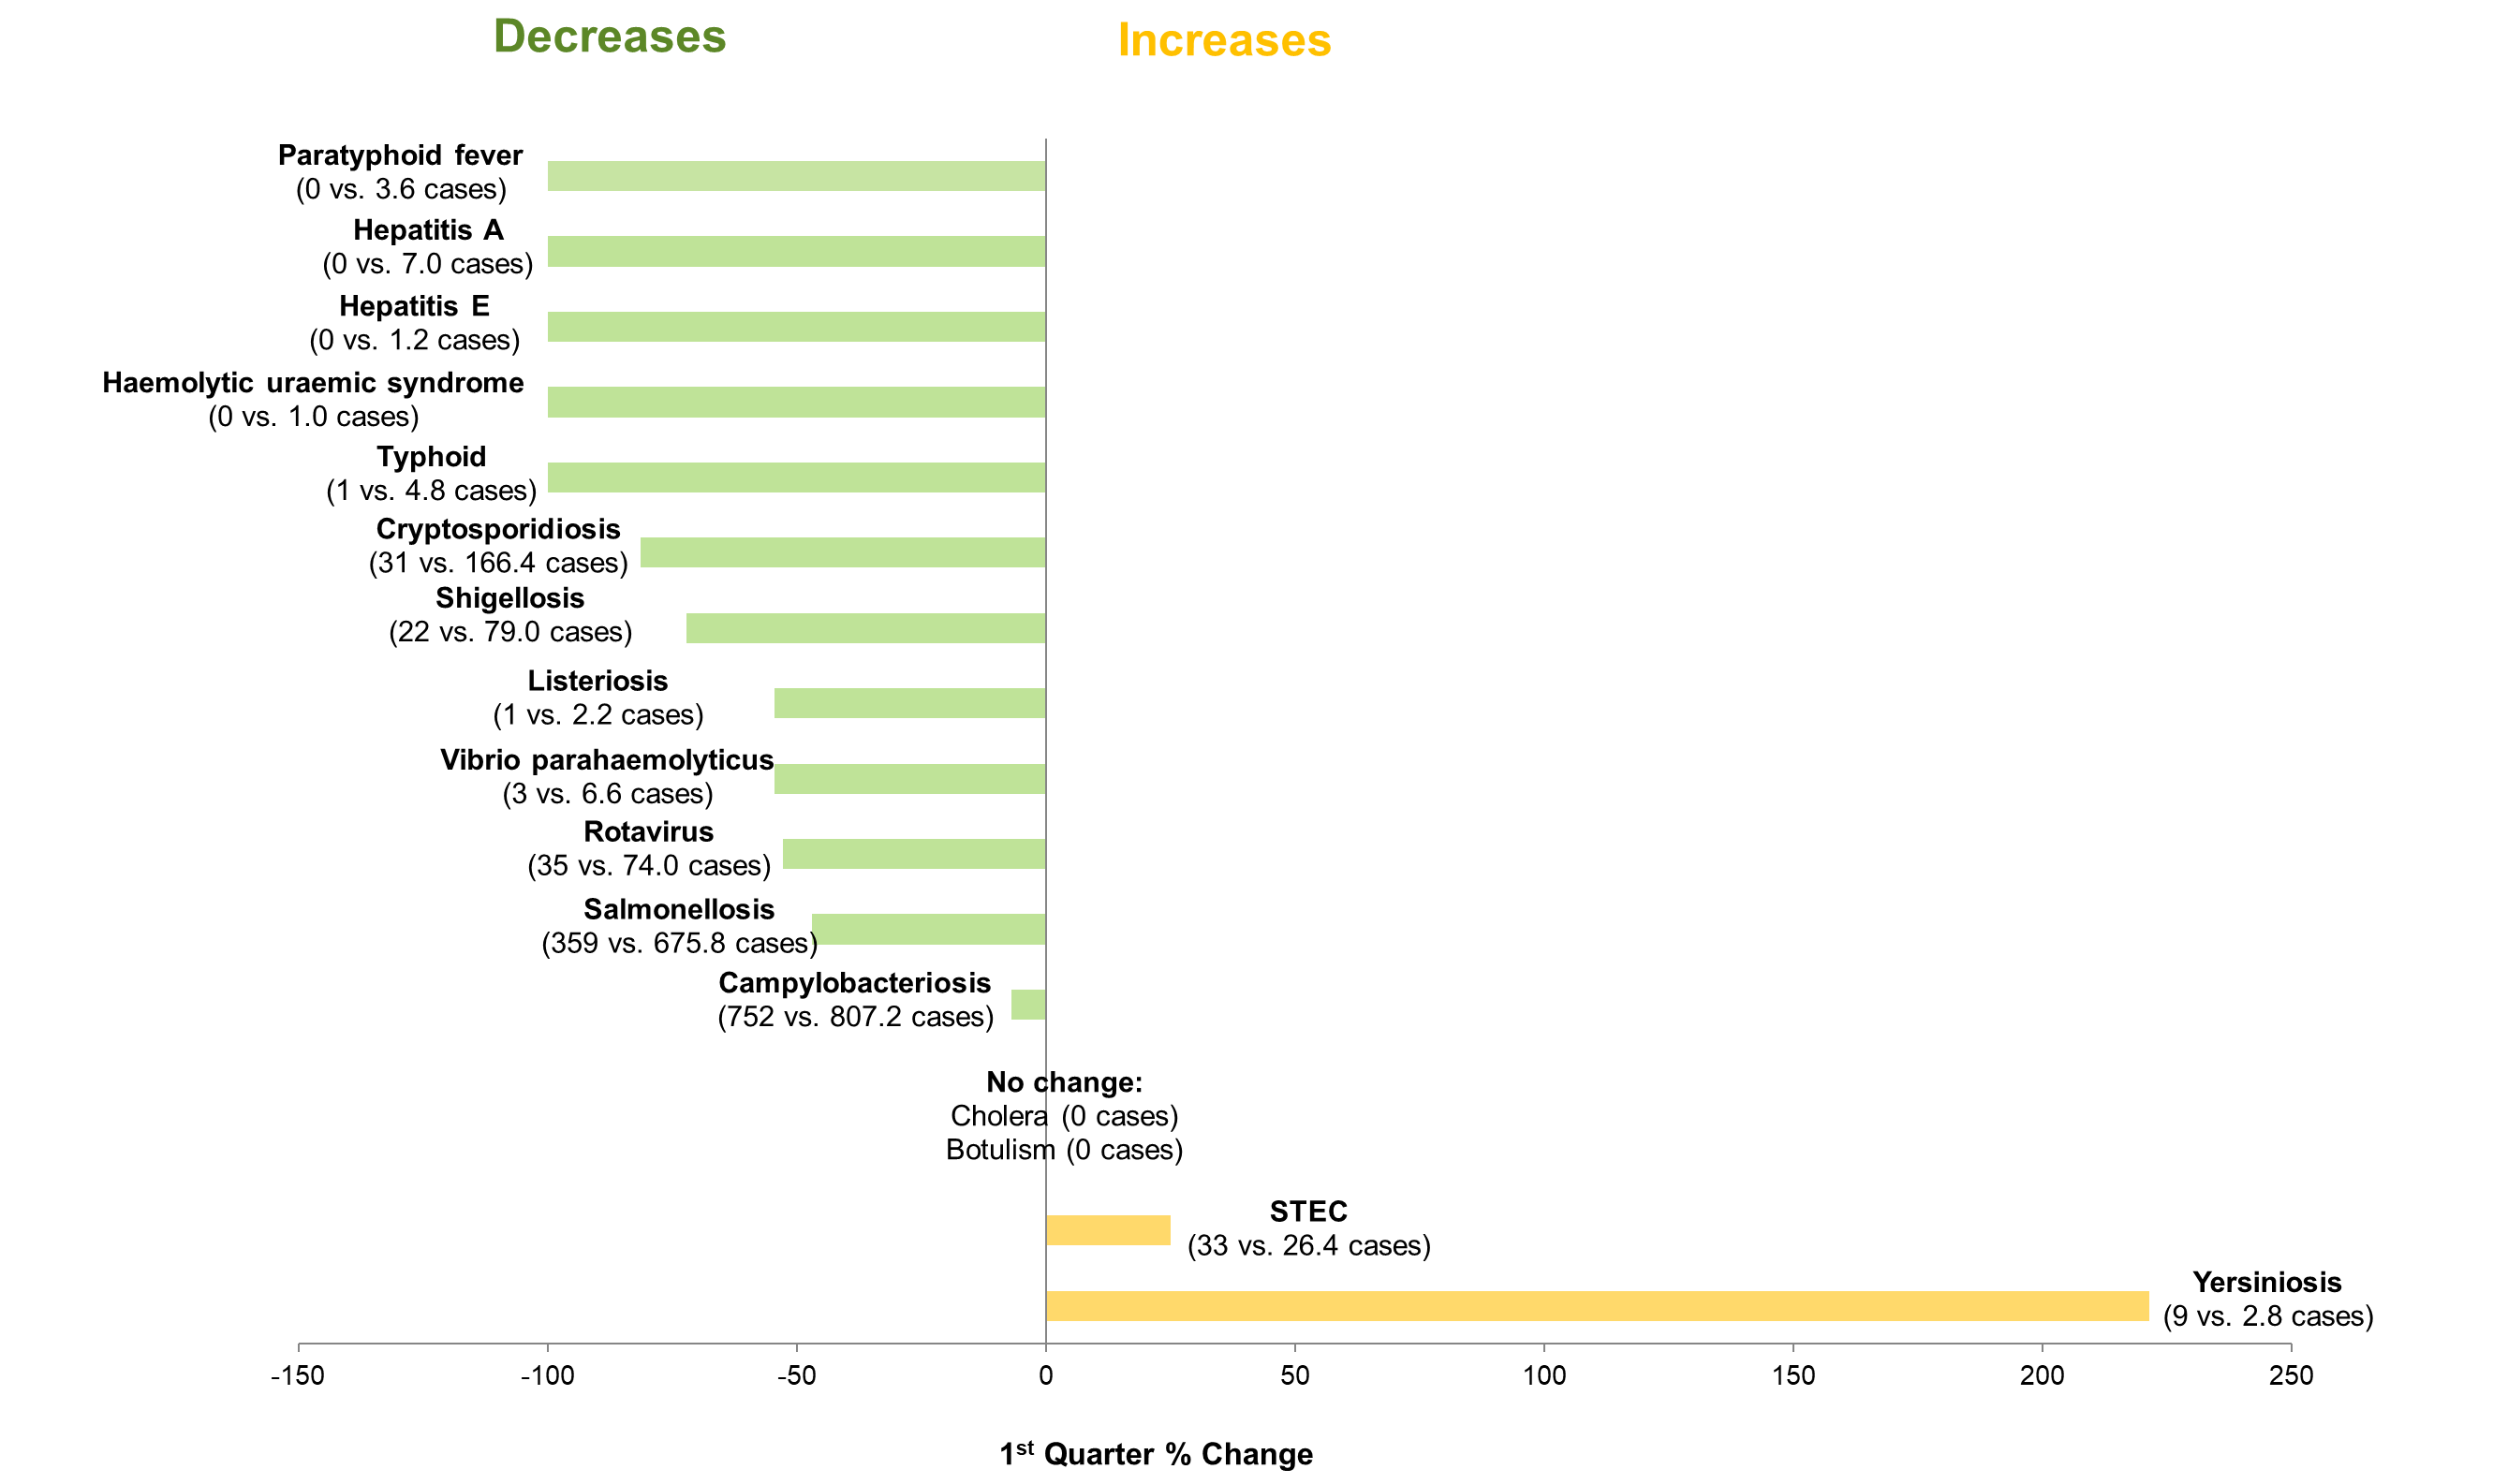 Decreases
Increases
Paratyphoid fever
(0 vs. 3.6 cases)
Hepatitis A
(0 vs. 7.0 cases)
Hepatitis E
(0 vs. 1.2 cases)
Haemolytic uraemic syndrome
(0 vs. 1.0 cases)
Typhoid
(1 vs. 4.8 cases)
Cryptosporidiosis
(31 vs. 166.4 cases)
Shigellosis
(22 vs. 79.0 cases)
Listeriosis
(1 vs. 2.2 cases)
Vibrio parahaemolyticus
(3 vs. 6.6 cases)
Rotavirus
(35 vs. 74.0 cases)
Salmonellosis
(359 vs. 675.8 cases)
Campylobacteriosis
(752 vs. 807.2 cases)
No change:
Cholera (0 cases)
Botulism (0 cases)
STEC
(33 vs. 26.4 cases)
Yersiniosis
(9 vs. 2.8 cases)
-150 -100 -50 0 50 100 150 200 250
1st Quarter % Change